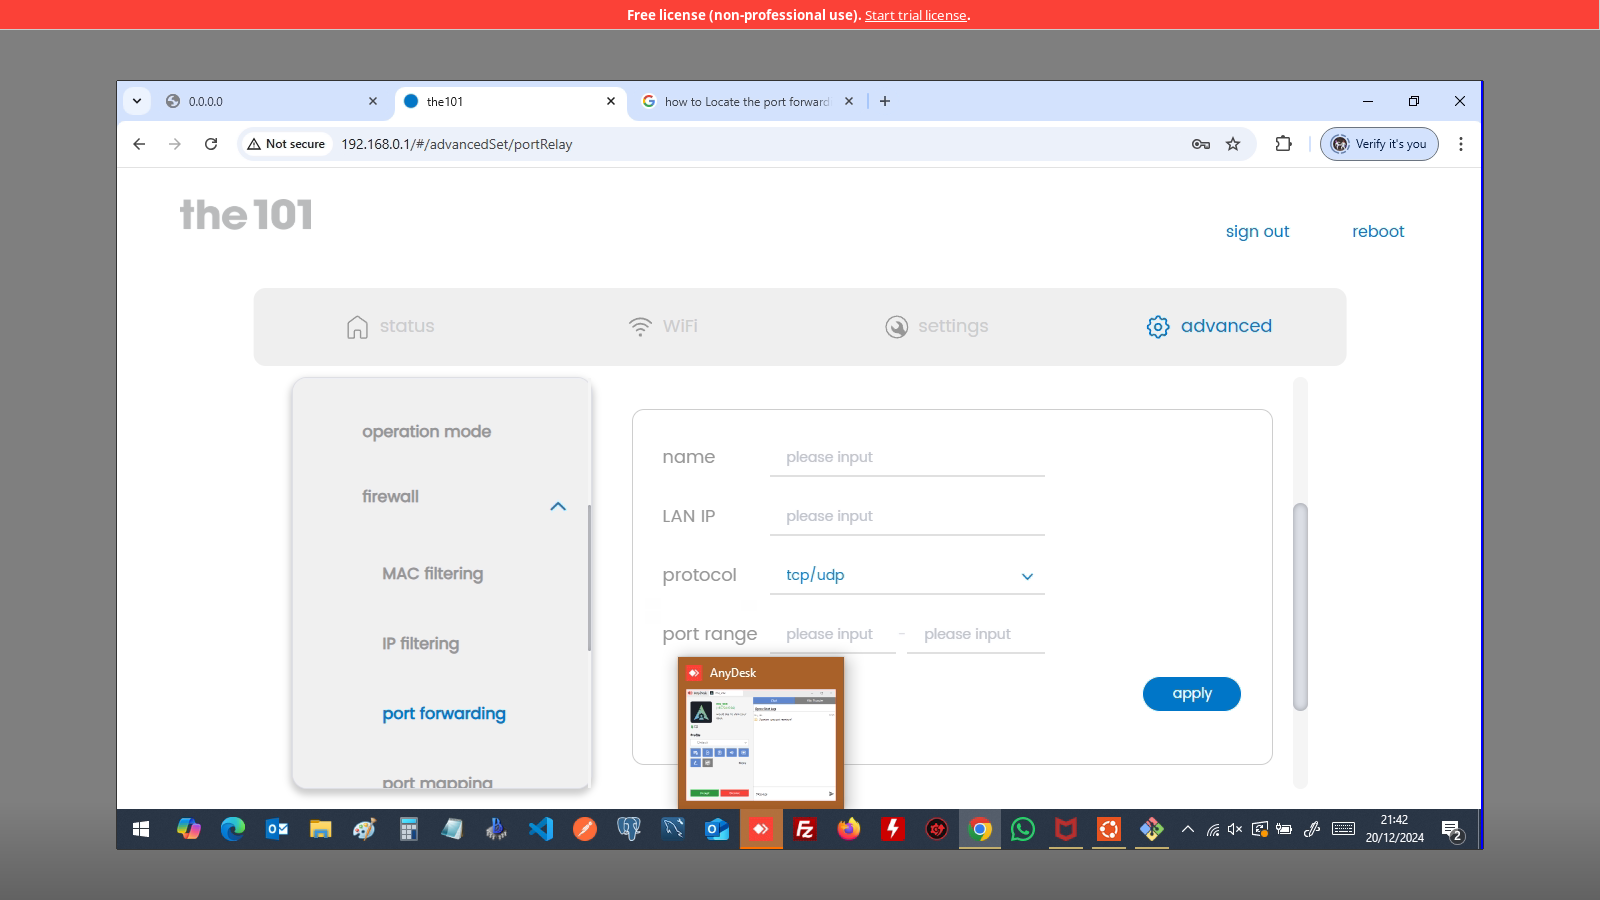 Free license (non-professional use). Start trial license.
0.0.0.0
the101
how to Locate the port forward
Not secure
192.168.0.1/#/advancedSet/portRelay
Verify it's you
the 101
sign out
reboot
status
WiFi
settings
advanced
operation mode
firewall
MAC filtering
IP filtering
port forwarding
port mapping
name
please input
LAN IP
please input
protocol
tcp/udp
port range
please input
-
please input
apply
AnyDesk
21:42
20/12/2024
2